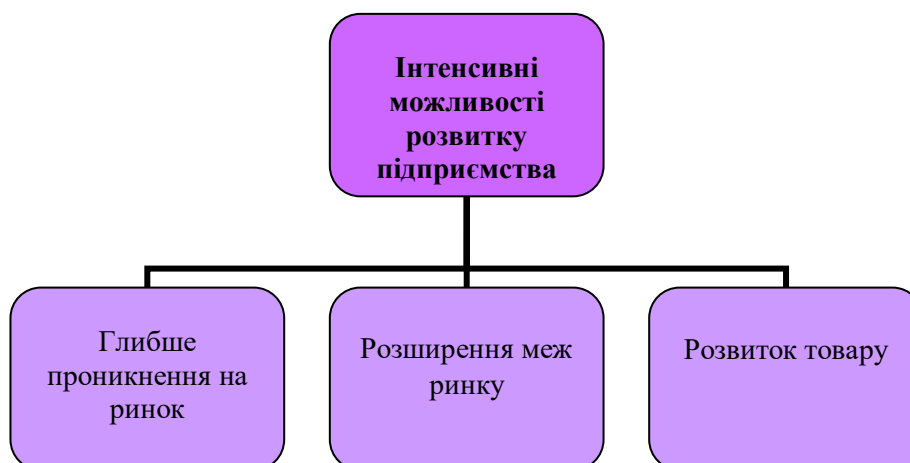 Інтенсивні
можливості
розвитку
підприємства
Глибше
проникнення на
ринок
Розширення меж
ринку
Розвиток товару